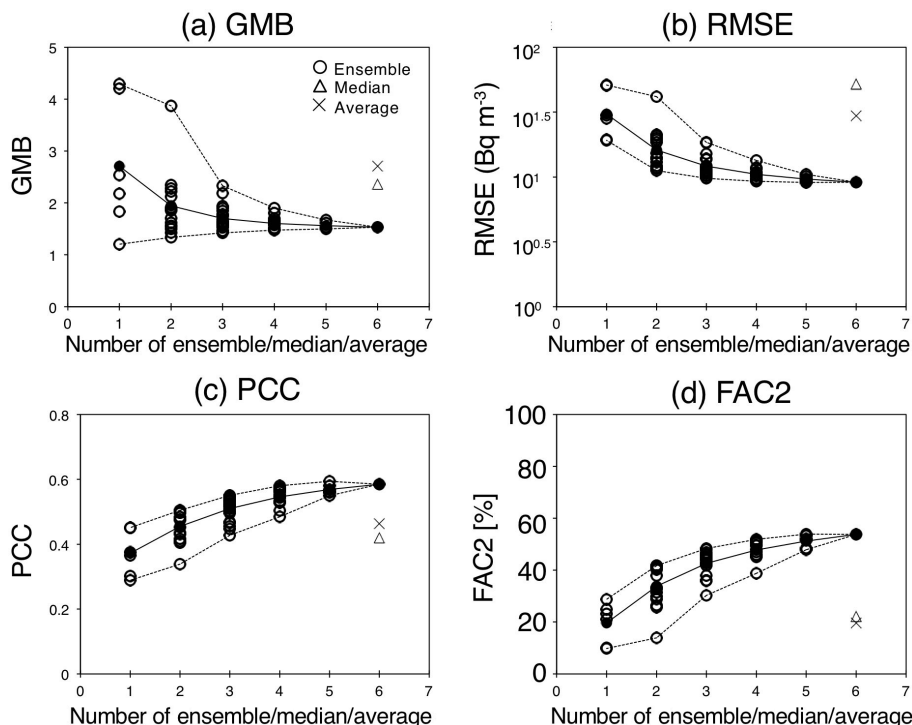 (a) GMB
5
4
3
2
1
0
GMB
Ensemble
Median
Average
0 1 2 3 4 5 6 7
Number of ensemble/median/average
(b) RMSE
10²
10¹·⁵
10¹
10⁰·⁵
10⁰
RMSE (Bq m⁻³)
0 1 2 3 4 5 6 7
Number of ensemble/median/average
(c) PCC
0.8
0.6
0.4
0.2
0
PCC
0 1 2 3 4 5 6 7
Number of ensemble/median/average
(d) FAC2
100
80
60
40
20
0
FAC2 [%]
0 1 2 3 4 5 6 7
Number of ensemble/median/average